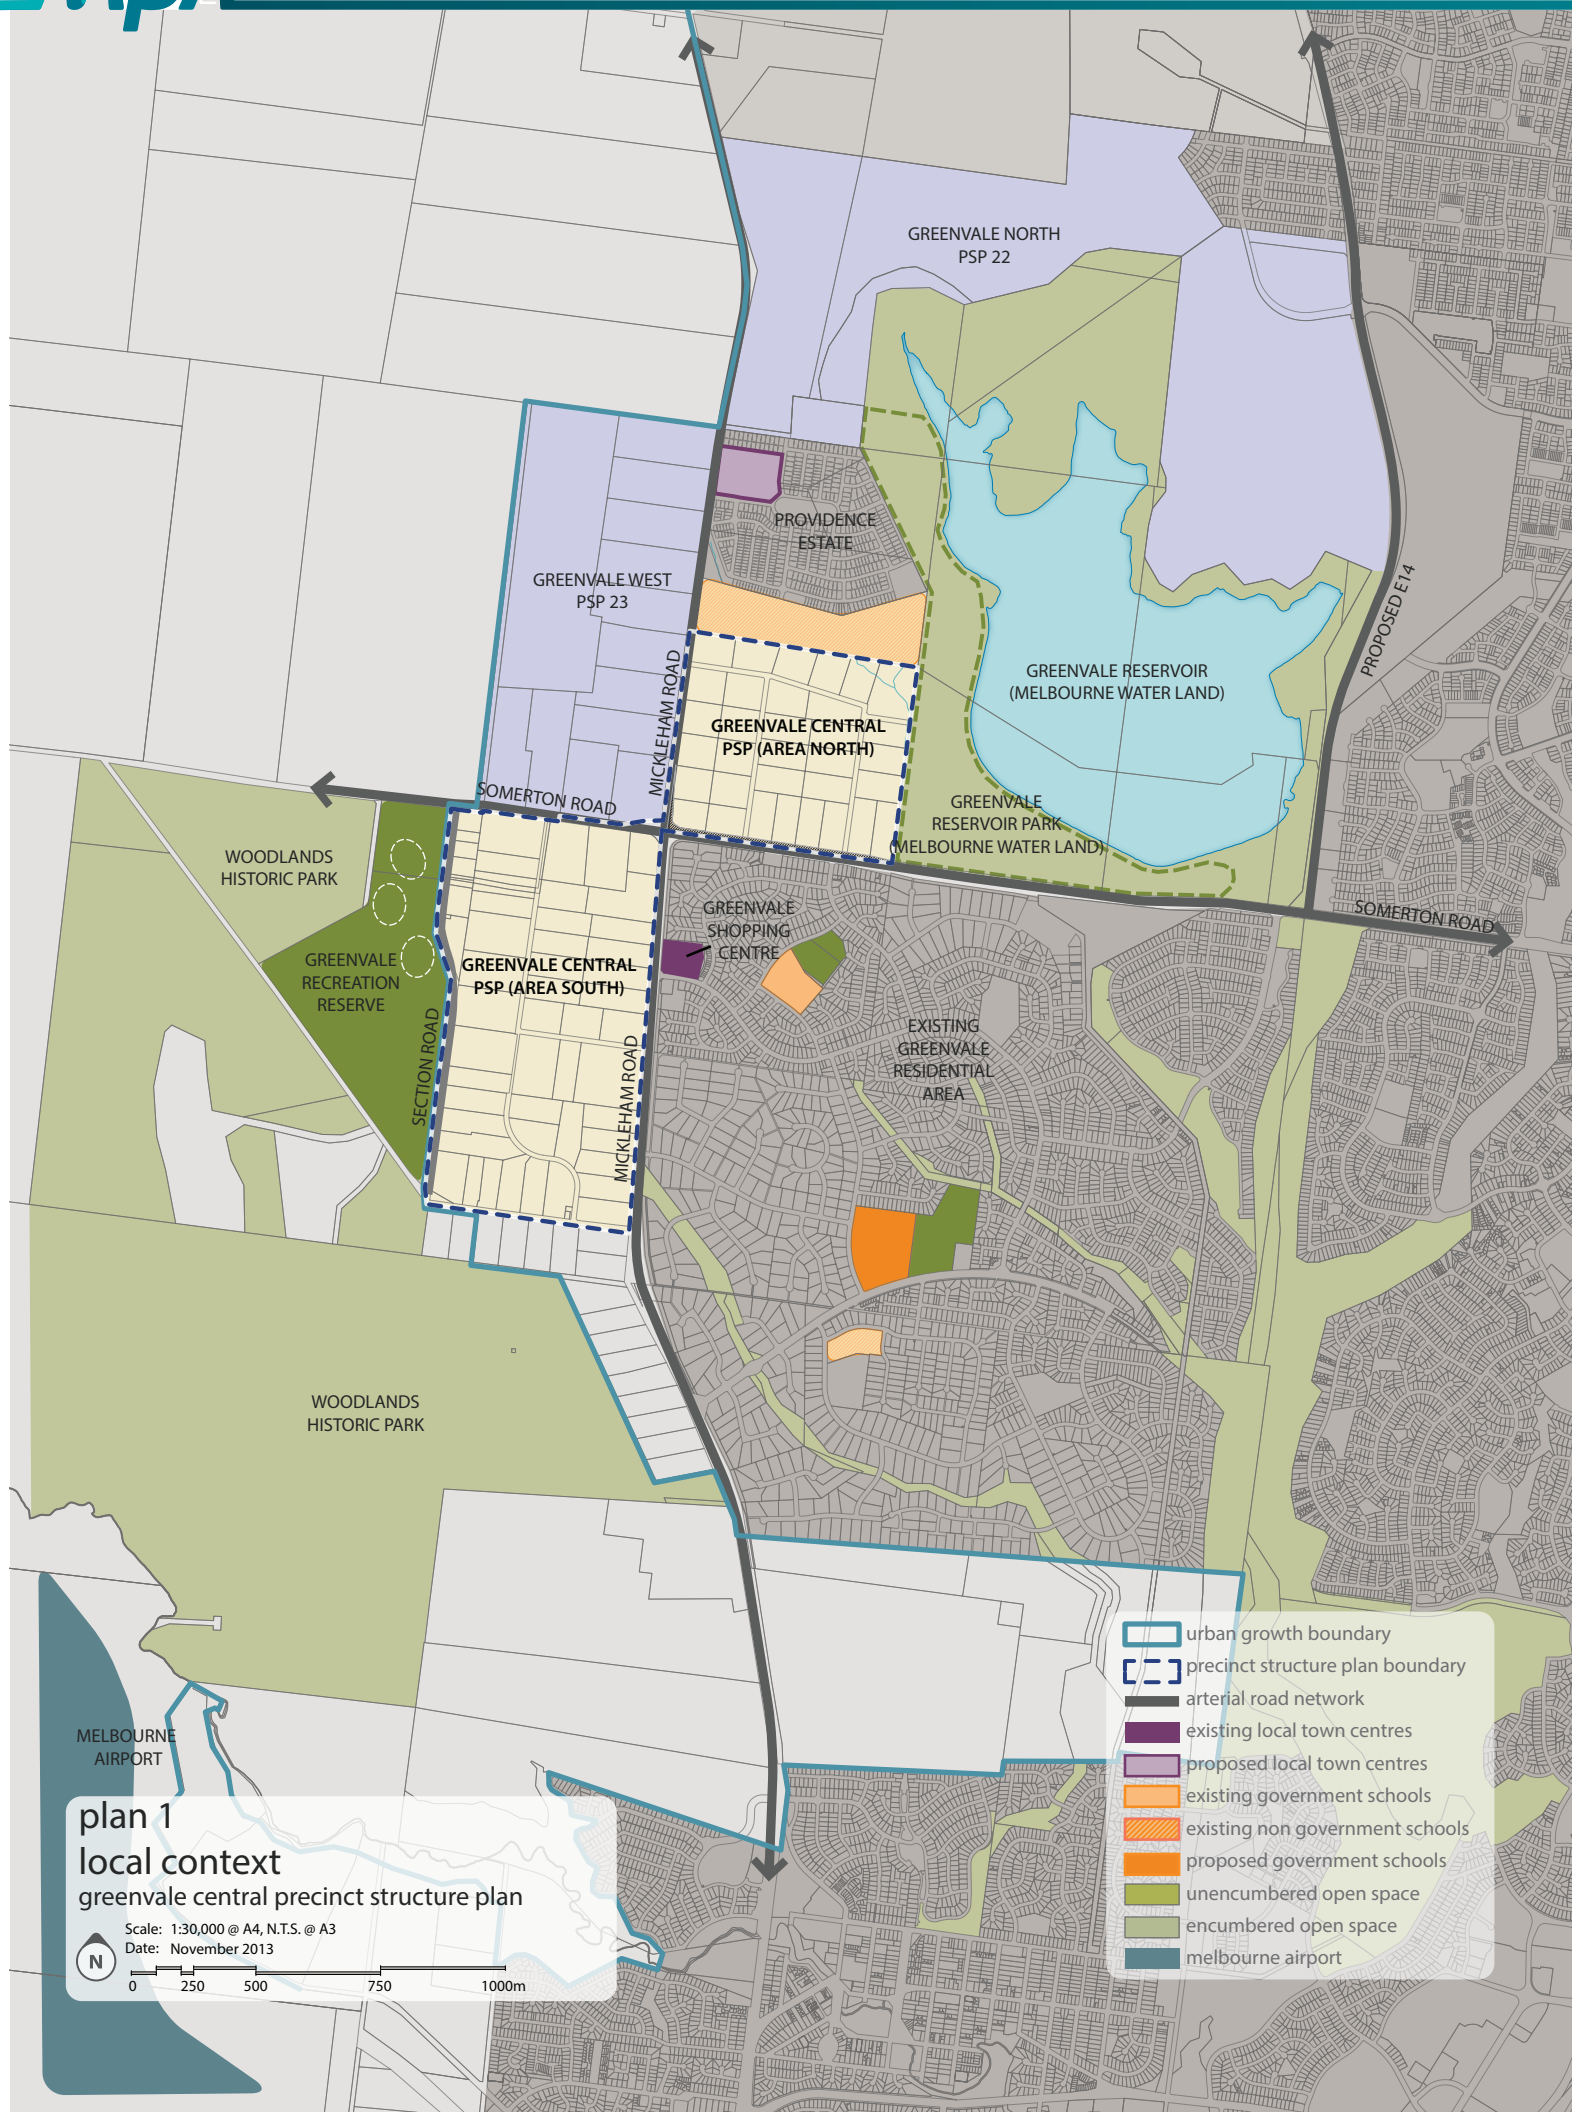 GREENVALE NORTH
PSP 22
PROVIDENCE
ESTATE
GREENVALE WEST
PSP 23
PROPOSED E14
MICKLEHAM ROAD
GREENVALE RESERVOIR
(MELBOURNE WATER LAND)
GREENVALE CENTRAL
PSP (AREA NORTH)
SOMERTON ROAD
GREENVALE
RESERVOIR PARK
(MELBOURNE WATER LAND)
WOODLANDS
HISTORIC PARK
GREENVALE
SHOPPING
CENTRE
SOMERTON ROAD
GREENVALE
RECREATION
RESERVE
GREENVALE CENTRAL
PSP (AREA SOUTH)
SECTION ROAD
MICKLEHAM ROAD
EXISTING
GREENVALE
RESIDENTIAL
AREA
WOODLANDS
HISTORIC PARK
MELBOURNE
AIRPORT
urban growth boundary
precinct structure plan boundary
arterial road network
existing local town centres
proposed local town centres
existing government schools
existing non government schools
proposed government schools
unencumbered open space
encumbered open space
melbourne airport
plan 1
local context
greenvale central precinct structure plan
Scale: 1:30,000 @ A4, N.T.S. @ A3
Date: November 2013
N
0 250 500 750 1000m